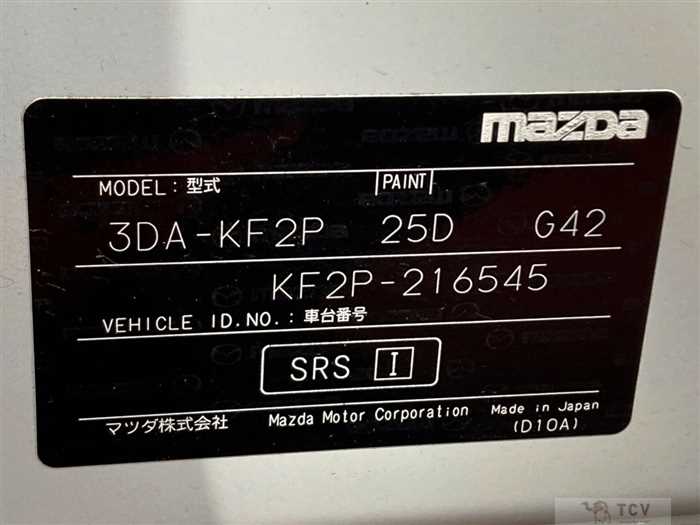 mazda
MODEL : 型式 PAINT
3DA-KF2P 25D G42
KF2P-216545
VEHICLE ID.NO. : 車台番号
SRS I
マツダ株式会社 Mazda Motor Corporation Made in Japan
(D10A)
TCV